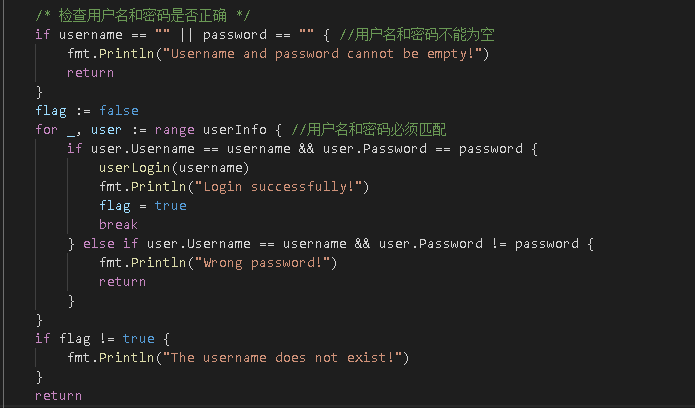 /* 检查用户名和密码是否正确 */
if username == "" || password == "" { //用户名和密码不能为空
    fmt.Println("Username and password cannot be empty!")
    return
}
flag := false
for _, user := range userInfo { //用户名和密码必须匹配
    if user.Username == username && user.Password == password {
        userLogin(username)
        fmt.Println("Login successfully!")
        flag = true
        break
    } else if user.Username == username && user.Password != password {
        fmt.Println("Wrong password!")
        return
    }
}
if flag != true {
    fmt.Println("The username does not exist!")
}
return